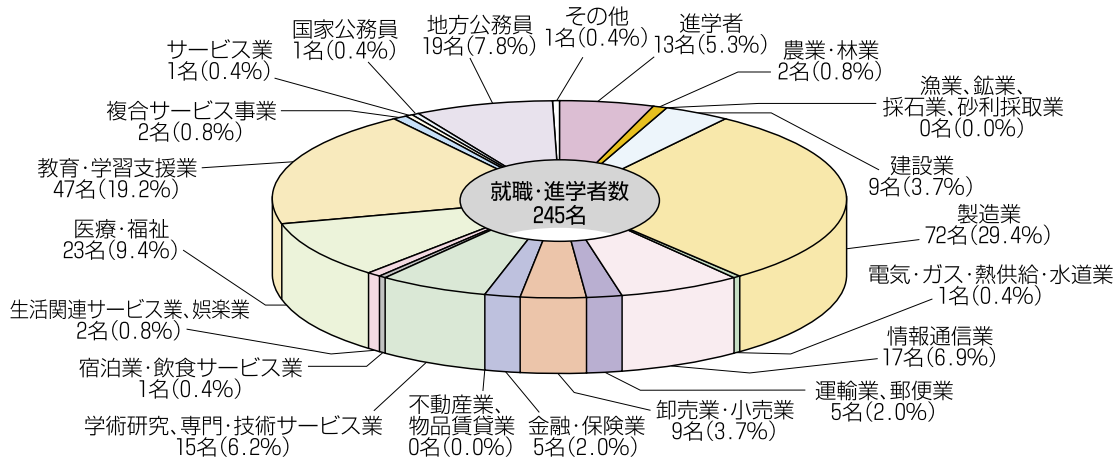 就職・進学者数
245名
進学者
13名(5.3%)
農業・林業
2名(0.8%)
漁業、鉱業、
採石業、砂利採取業
0名(0.0%)
建設業
9名(3.7%)
製造業
72名(29.4%)
電気・ガス・熱供給・水道業
1名(0.4%)
情報通信業
17名(6.9%)
運輸業、郵便業
5名(2.0%)
卸売業・小売業
9名(3.7%)
金融・保険業
5名(2.0%)
不動産業、
物品賃貸業
0名(0.0%)
学術研究、専門・技術サービス業
15名(6.2%)
宿泊業・飲食サービス業
1名(0.4%)
生活関連サービス業、娯楽業
2名(0.8%)
医療・福祉
23名(9.4%)
教育・学習支援業
47名(19.2%)
複合サービス事業
2名(0.8%)
サービス業
1名(0.4%)
国家公務員
1名(0.4%)
地方公務員
19名(7.8%)
その他
1名(0.4%)